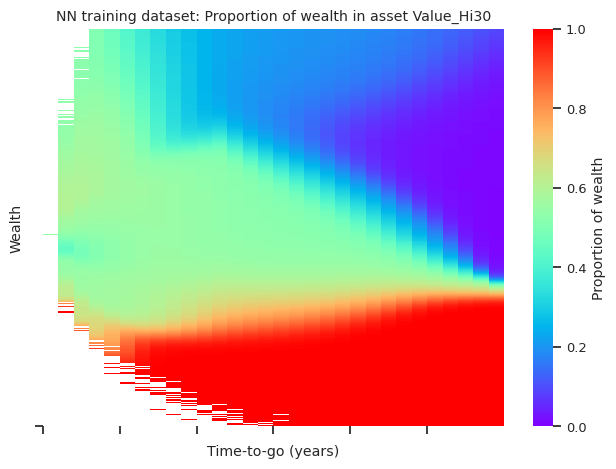 NN training dataset: Proportion of wealth in asset Value_Hi30
Wealth
Time-to-go (years)
1.0
0.8
0.6
0.4
0.2
0.0
Proportion of wealth